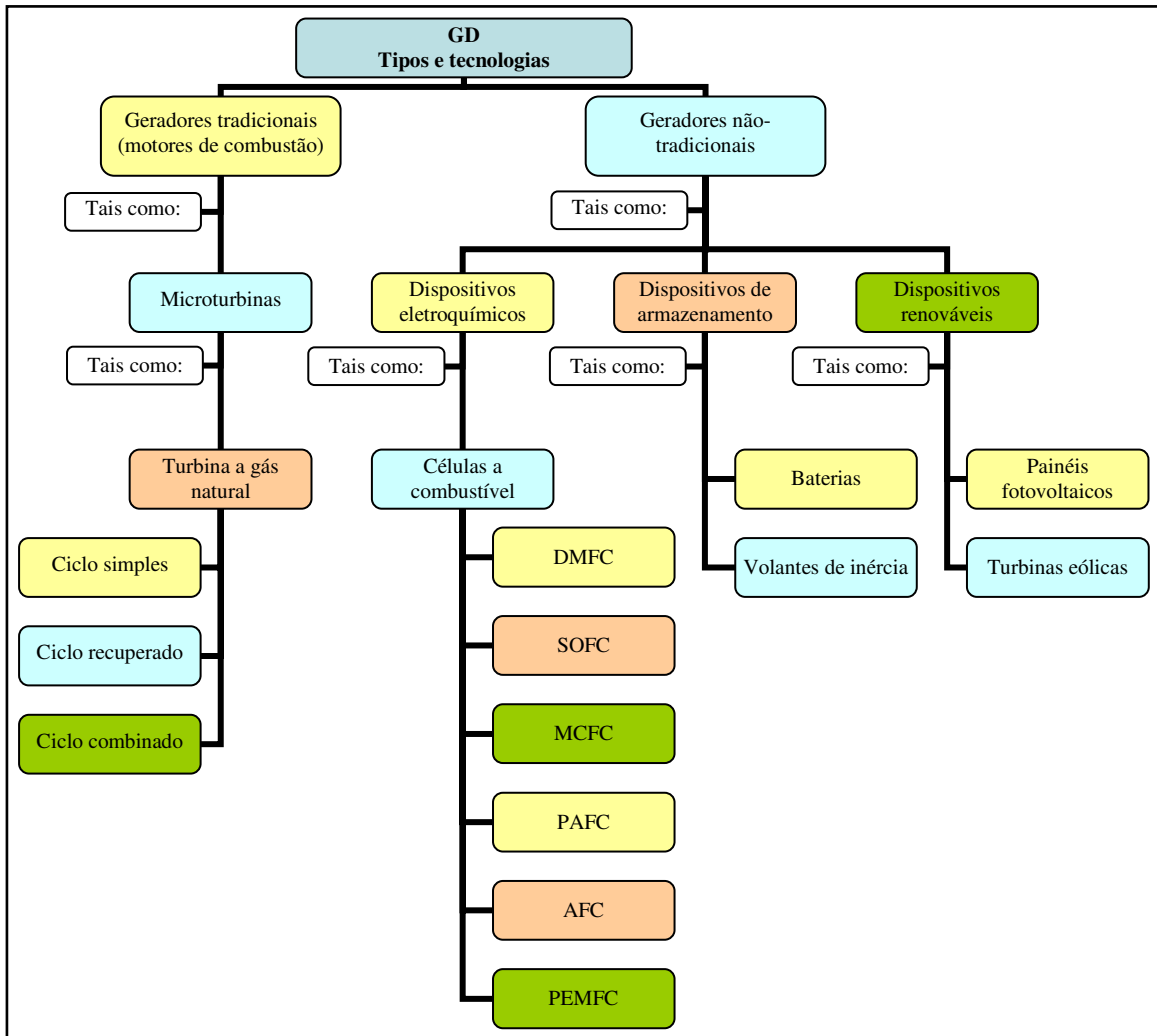 GD
Tipos e tecnologias
Geradores tradicionais
(motores de combustão)
Geradores não-
tradicionais
Tais como:
Tais como:
Microturbinas
Dispositivos
eletroquímicos
Dispositivos de
armazenamento
Dispositivos
renováveis
Tais como:
Tais como:
Tais como:
Tais como:
Turbina a gás
natural
Células a
combustível
Baterias
Painéis
fotovoltaicos
Ciclo simples
DMFC
Volantes de inércia
Turbinas eólicas
Ciclo recuperado
SOFC
Ciclo combinado
MCFC
PAFC
AFC
PEMFC